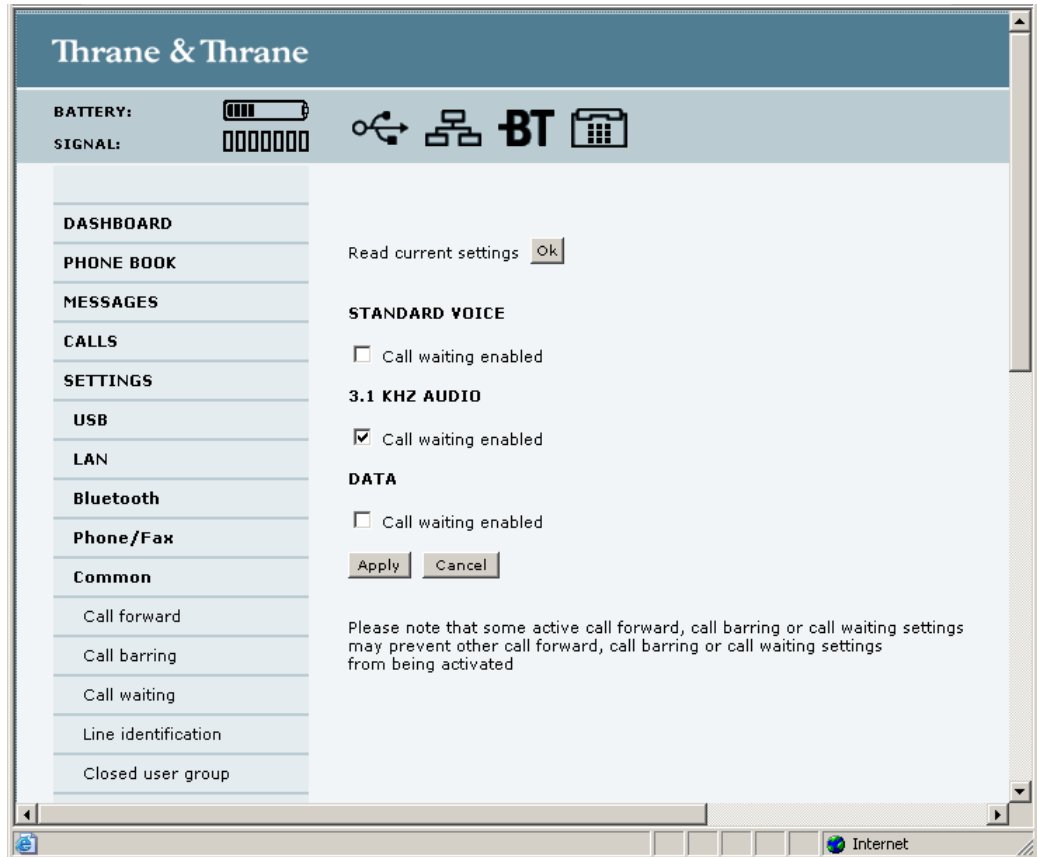 Thrane & Thrane
BATTERY:
SIGNAL:
BT
DASHBOARD
PHONE BOOK
MESSAGES
CALLS
SETTINGS
USB
LAN
Bluetooth
Phone/Fax
Common
Call forward
Call barring
Call waiting
Line identification
Closed user group
Read current settings Ok
STANDARD VOICE
Call waiting enabled
3.1 KHZ AUDIO
Call waiting enabled
DATA
Call waiting enabled
Apply Cancel
Please note that some active call forward, call barring or call waiting settings
may prevent other call forward, call barring or call waiting settings
from being activated
Internet